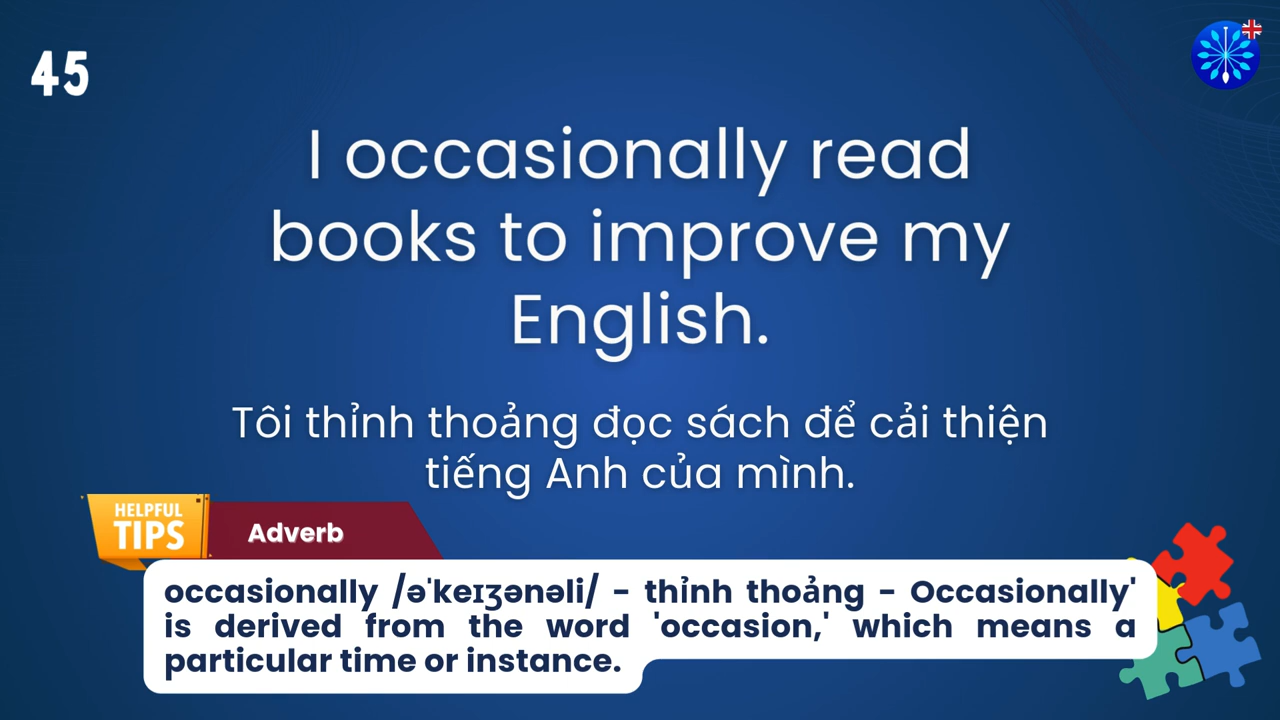 45
I occasionally read
books to improve my
English.
Tôi thỉnh thoảng đọc sách để cải thiện
tiếng Anh của mình.
HELPFUL
TIPS
Adverb
occasionally /əˈkeɪʒənəli/ - thỉnh thoảng - Occasionally'
is derived from the word 'occasion,' which means a
particular time or instance.